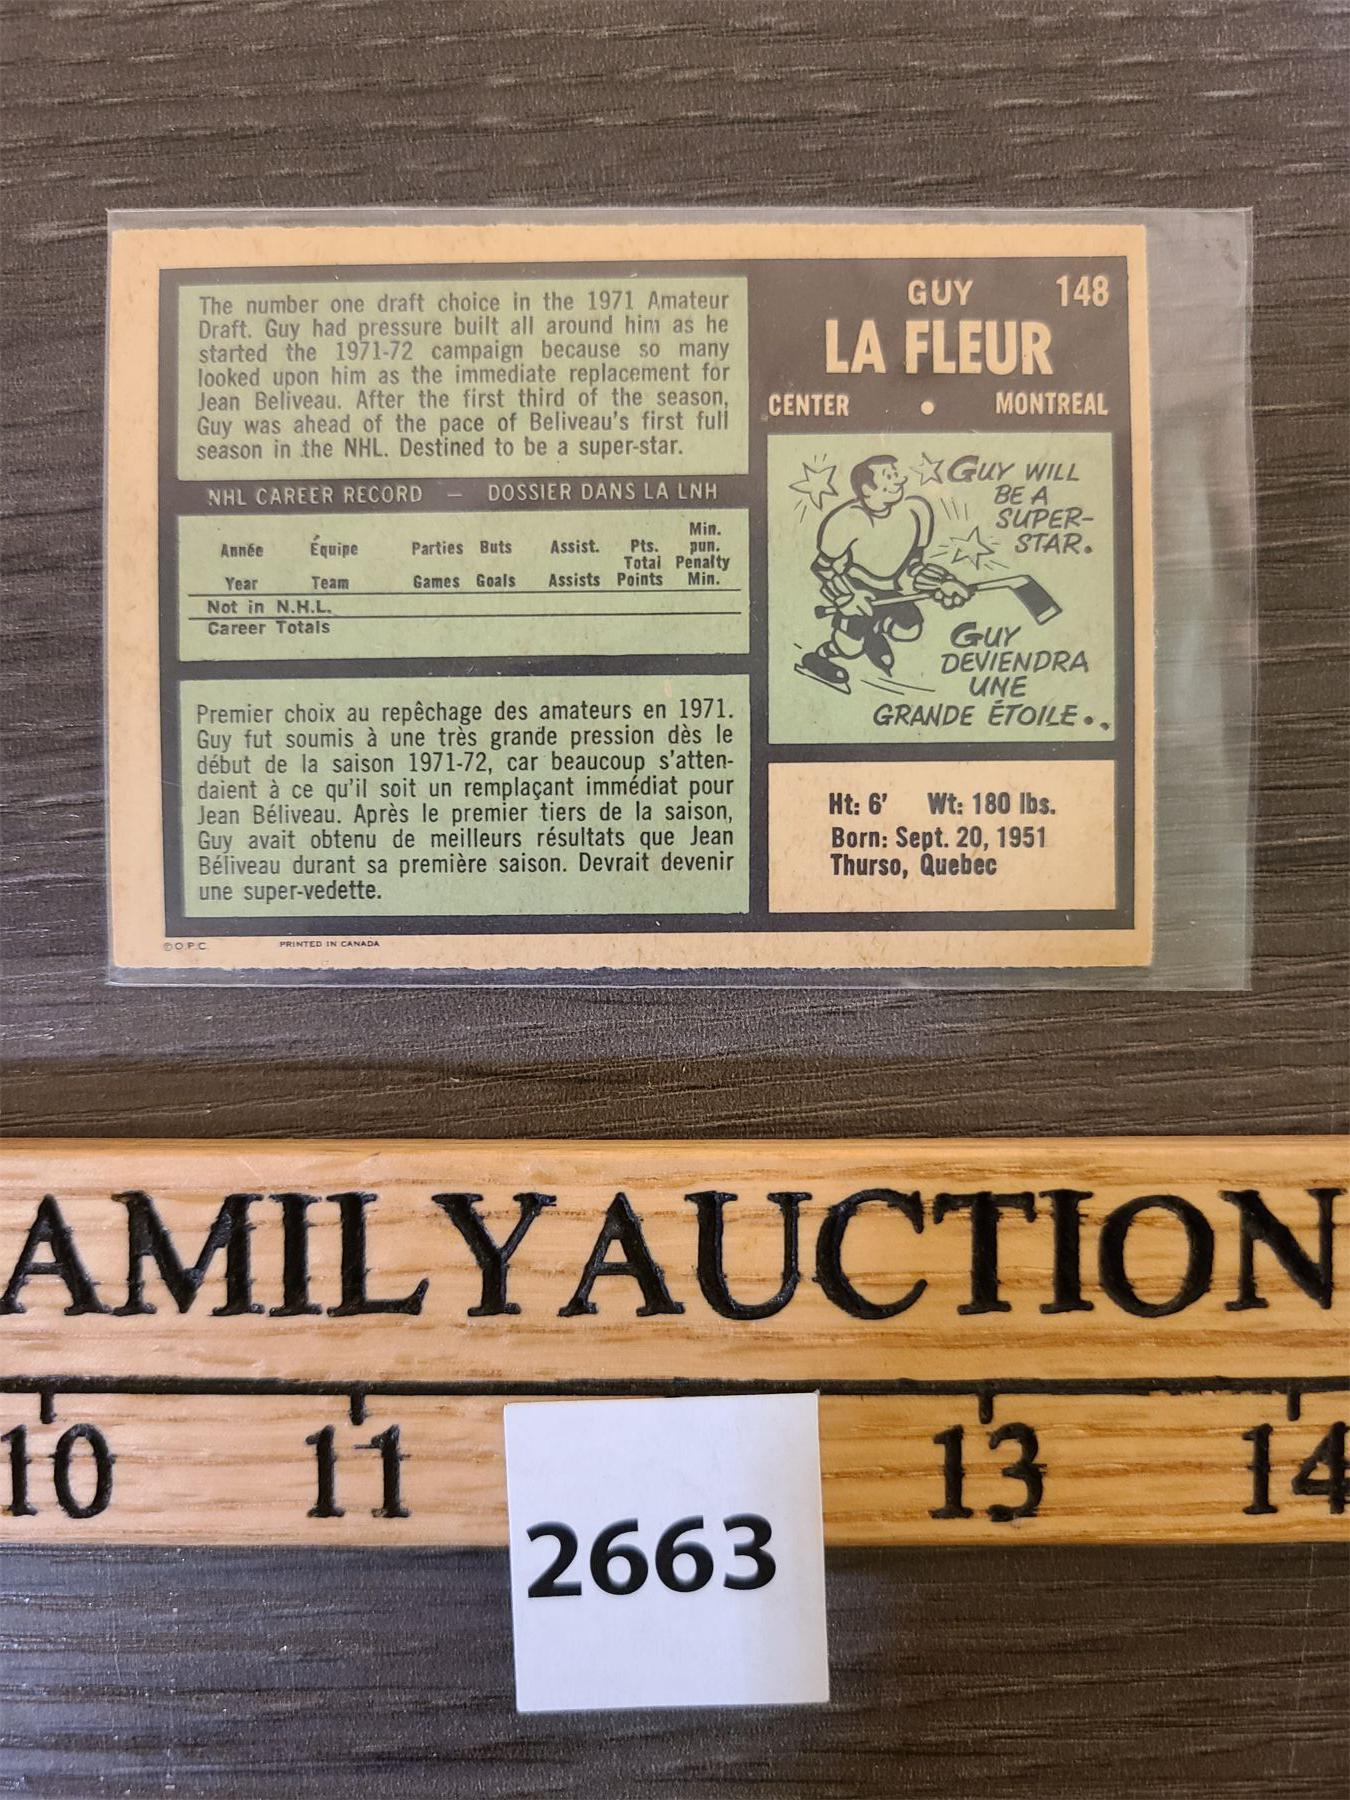 The number one draft choice in the 1971 Amateur
Draft. Guy had pressure built all around him as he
started the 1971-72 campaign because so many
looked upon him as the immediate replacement for
Jean Beliveau. After the first third of the season,
Guy was ahead of the pace of Beliveau's first full
season in the NHL. Destined to be a super-star.
NHL CAREER RECORD — DOSSIER DANS LA LNH
Année Équipe Parties Buts Assist. Pts. Min. pun.
Year Team Games Goals Assists Total Points Penalty Min.
Not in N.H.L.
Career Totals
Premier choix au repêchage des amateurs en 1971.
Guy fut soumis à une très grande pression dès le
début de la saison 1971-72, car beaucoup s'atten-
daient à ce qu'il soit un remplaçant immédiat pour
Jean Béliveau. Après le premier tiers de la saison,
Guy avait obtenu de meilleurs résultats que Jean
Béliveau durant sa première saison. Devrait devenir
une super-vedette.
©O.P.C. PRINTED IN CANADA
GUY 148
LA FLEUR
CENTER • MONTREAL
GUY WILL
BE A
SUPER-
STAR.
GUY
DEVIENDRA
UNE
GRANDE ÉTOILE..
Ht: 6' Wt: 180 lbs.
Born: Sept. 20, 1951
Thurso, Quebec
AMILY AUCTION
10 11 13 14
2663